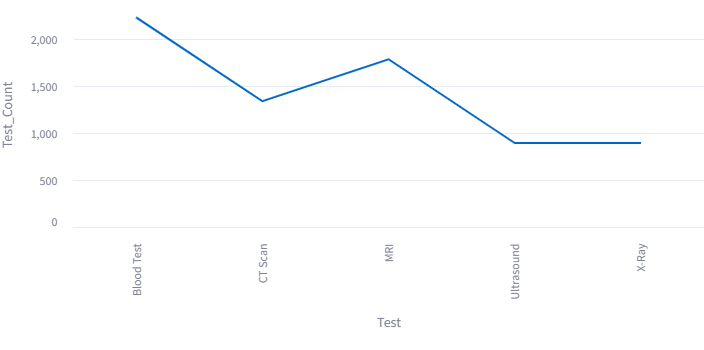 Test_Count
2,000
1,500
1,000
500
0
Blood Test
CT Scan
MRI
Ultrasound
X-Ray
Test